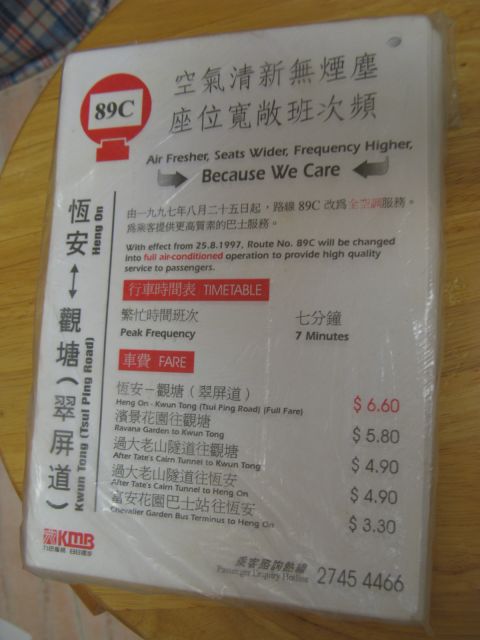 89C
空氣清新無煙塵
座位寬敞班次頻
Air Fresher, Seats Wider, Frequency Higher,
Because We Care
恆安↔觀塘(翠屏道)
Heng On
Kwun Tong (Tsui Ping Road)
由一九九七年八月二十五日起，路線 89C 改為全空調服務。
為乘客提供更高質素的巴士服務。
With effect from 25.8.1997, Route No. 89C will be changed
into full air-conditioned operation to provide high quality
service to passengers.
行車時間表 TIMETABLE
繁忙時間班次 七分鐘
Peak Frequency 7 Minutes
車費 FARE
恆安－觀塘（翠屏道） $ 6.60
Heng On - Kwun Tong (Tsui Ping Road) (Full Fare)
濱景花園往觀塘 $ 5.80
Ravana Garden to Kwun Tong
過大老山隧道往觀塘 $ 4.90
After Tate's Cairn Tunnel to Kwun Tong
過大老山隧道往恆安 $ 4.90
After Tate's Cairn Tunnel to Heng On
富安花園巴士站往恆安 $ 3.30
Chevalier Garden Bus Terminus to Heng On
KMB
九巴服務 日日進步
乘客諮詢熱線
Passenger Enquiry Hotline 2745 4466